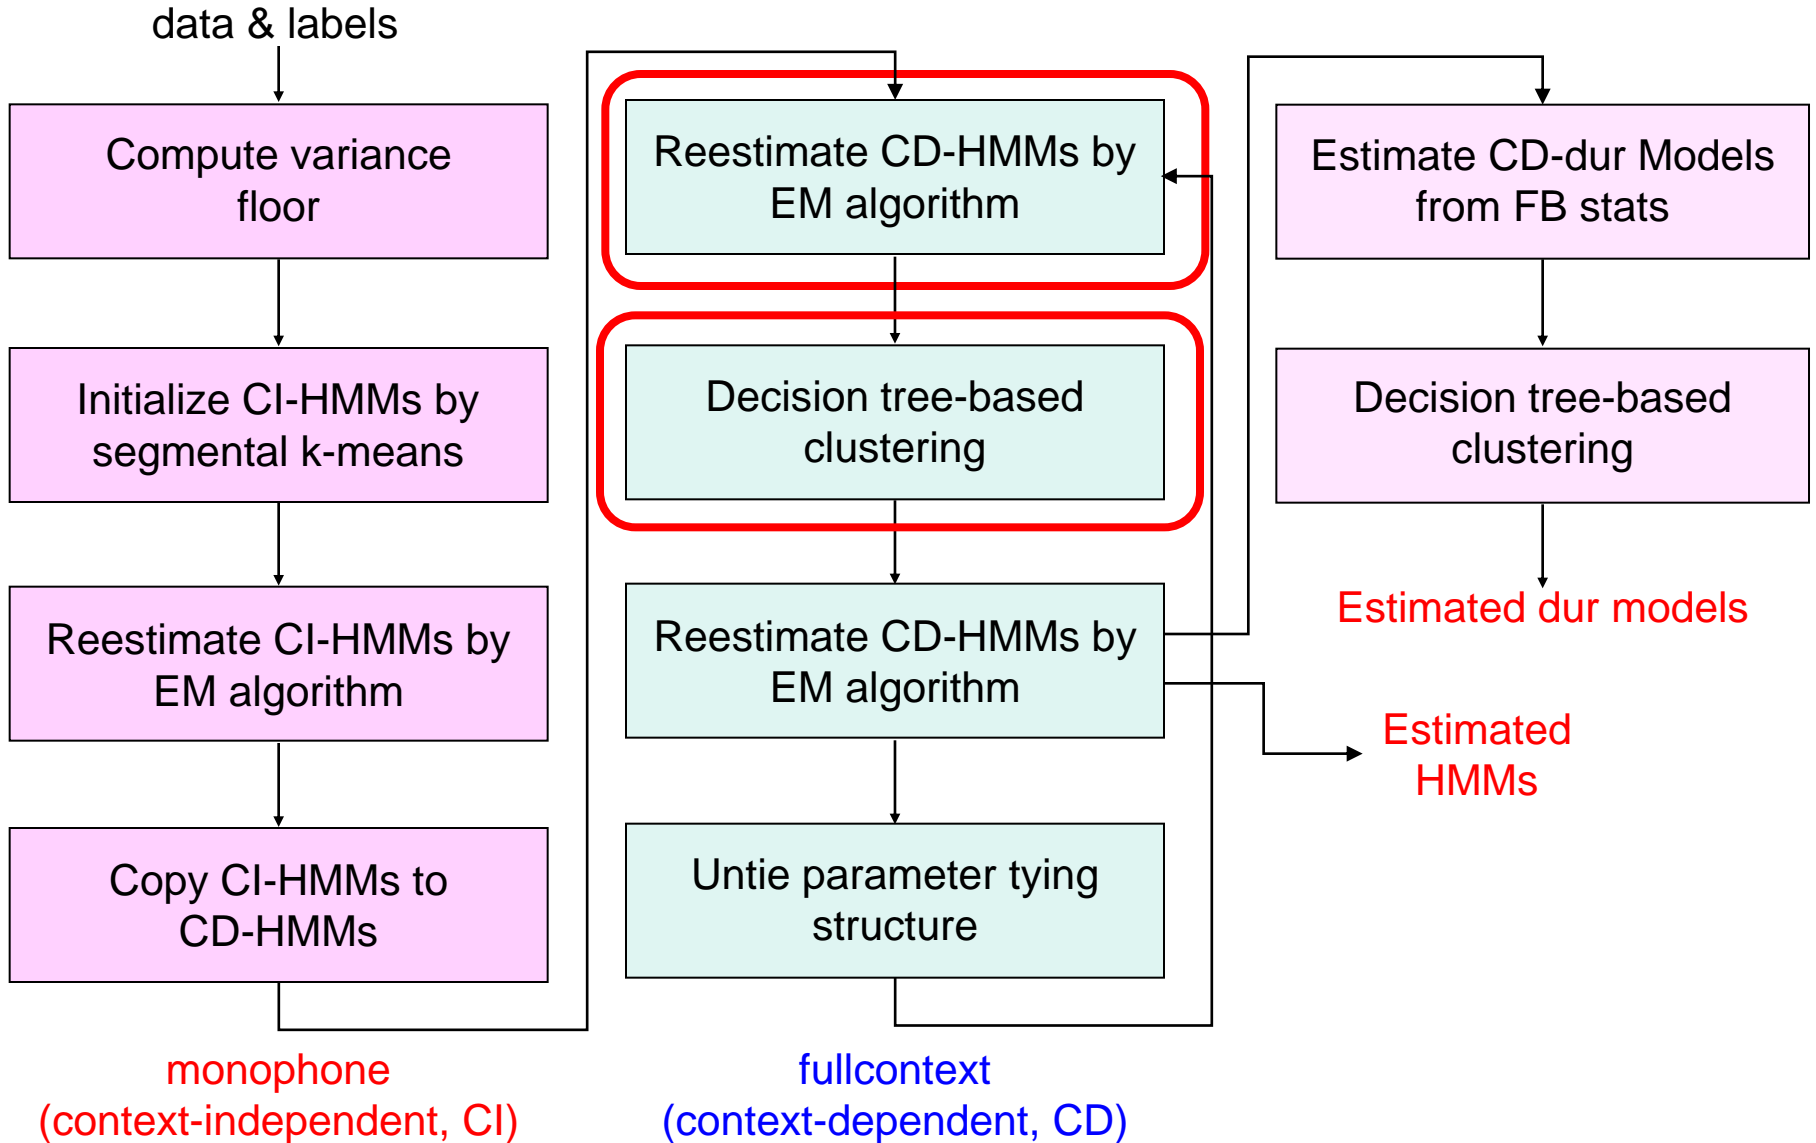 data & labels
Compute variance
floor
Initialize CI-HMMs by
segmental k-means
Reestimate CI-HMMs by
EM algorithm
Copy CI-HMMs to
CD-HMMs
monophone
(context-independent, CI)
Reestimate CD-HMMs by
EM algorithm
Decision tree-based
clustering
Reestimate CD-HMMs by
EM algorithm
Untie parameter tying
structure
fullcontext
(context-dependent, CD)
Estimate CD-dur Models
from FB stats
Decision tree-based
clustering
Estimated dur models
Estimated
HMMs